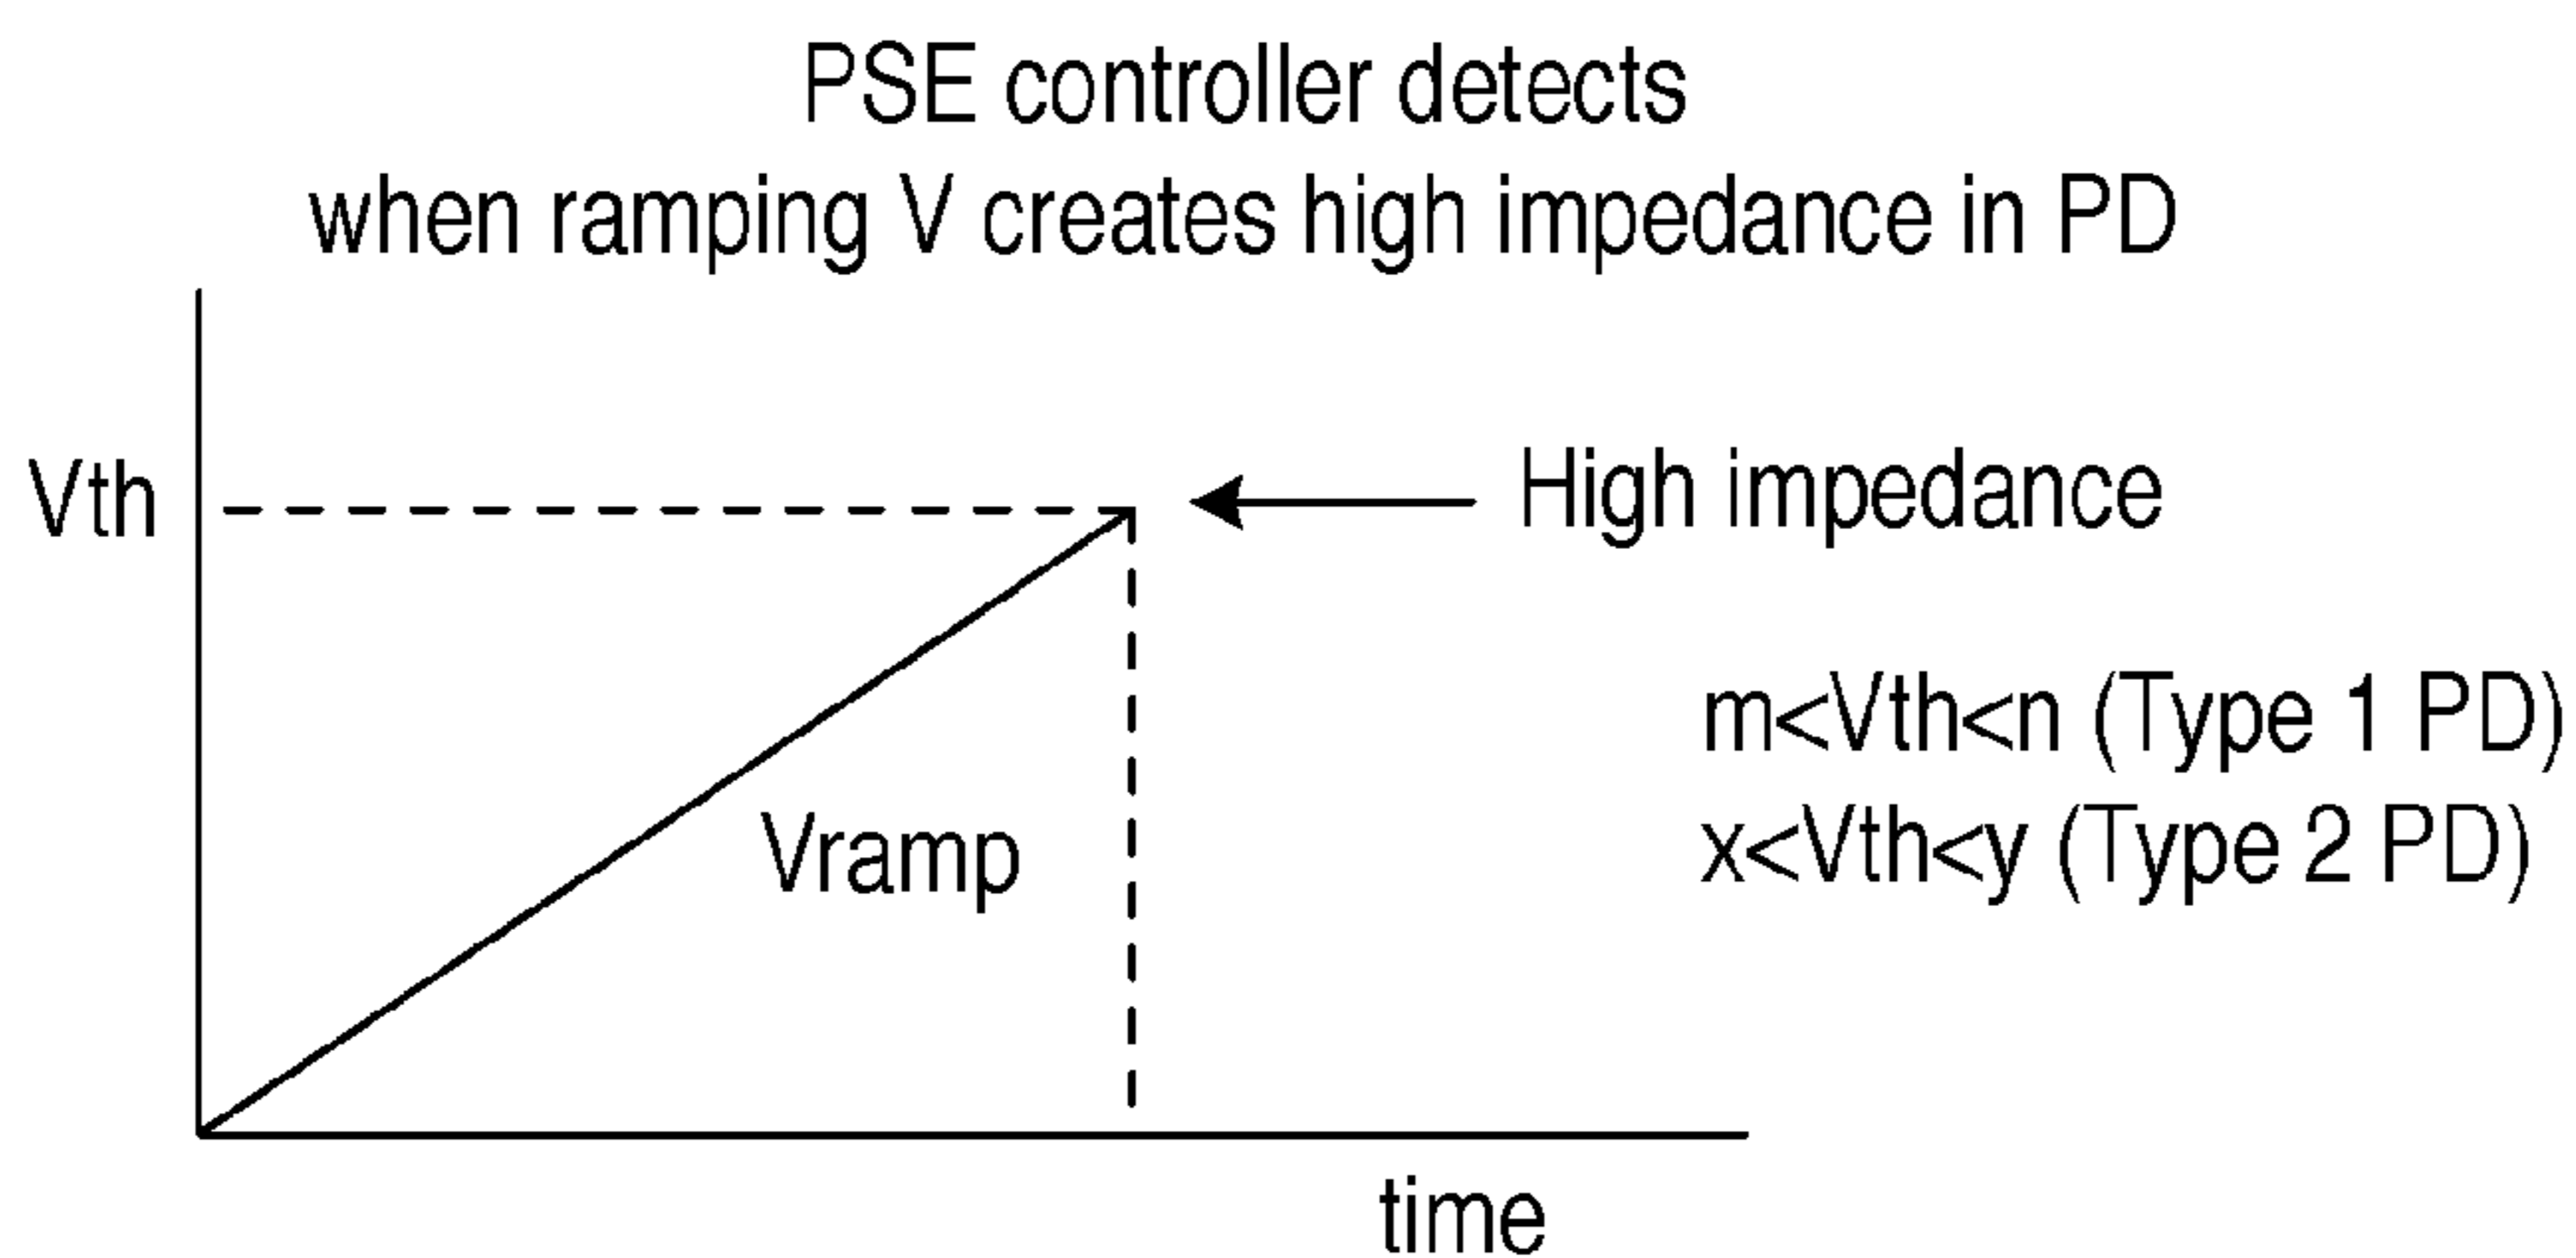 PSE controller detects
when ramping V creates high impedance in PD
Vth
High impedance
m<Vth<n (Type 1 PD)
x<Vth<y (Type 2 PD)
Vramp
time